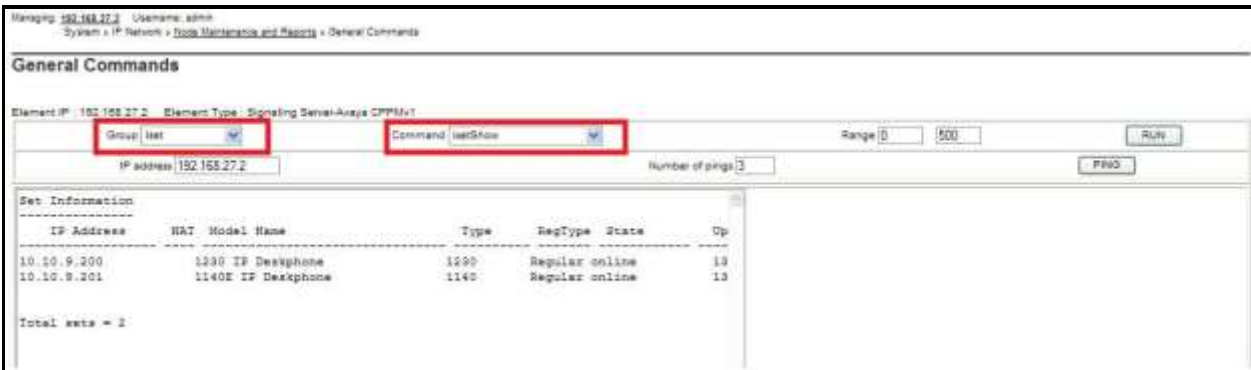 Managing: 192.168.27.2 Username: admin
System » IP Network » Node Maintenance and Reports » General Commands
General Commands
Element IP : 192.168.27.2 Element Type : Signaling Server-Avaya CPPMv1
Group iset Command isetShow Range 0 500 RUN
IP address 192.168.27.2 Number of pings 3 PING
Set Information
---------------
IP Address NAT Model Name Type RegType State Up
10.10.9.200 1230 IP Deskphone 1230 Regular online 13
10.10.9.201 1140E IP Deskphone 1140 Regular online 13
Total sets = 2